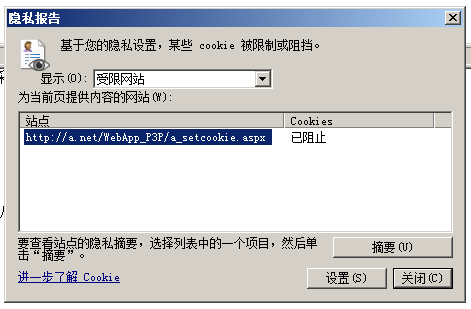 隐私报告
基于您的隐私设置，某些 cookie 被限制或阻挡。
显示(O): 受限网站
为当前页提供内容的网站(W):
站点 Cookies
http://a.net/WebApp_P3P/a_setcookie.aspx 已阻止
要查看站点的隐私摘要，选择列表中的一个项目，然后单
击“摘要”。
摘要(U)
进一步了解 Cookie
设置(S) 关闭(C)